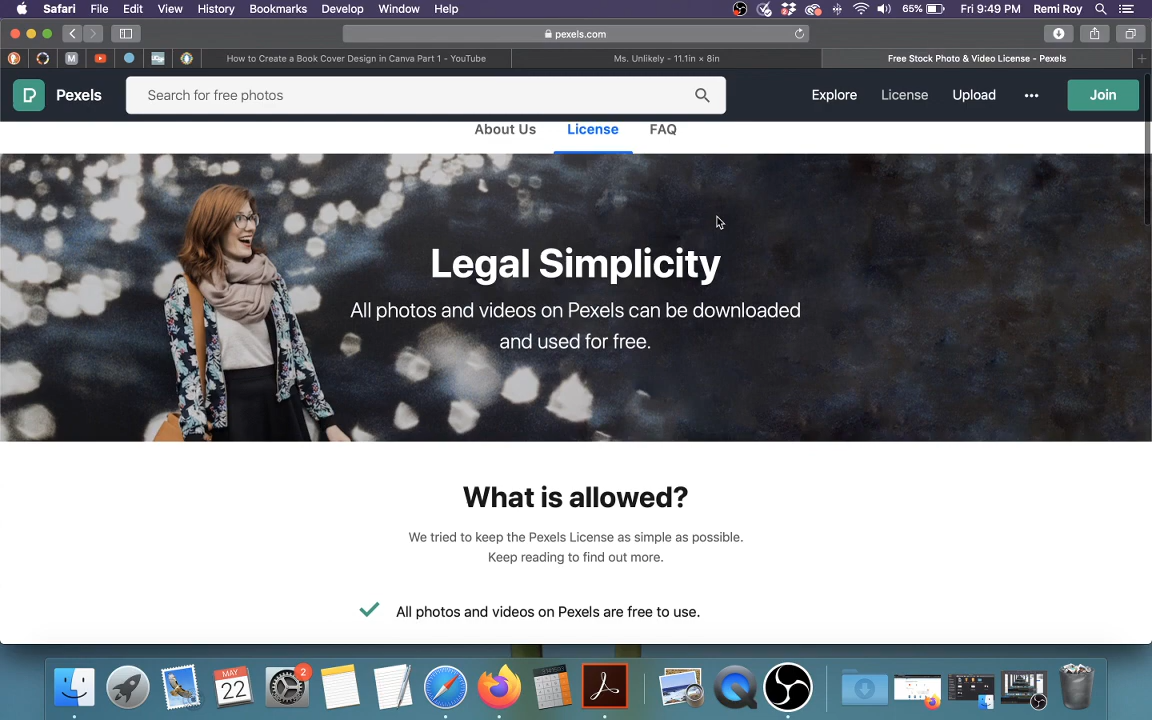 Safari File Edit View History Bookmarks Develop Window Help 65% Fri 9:49 PM Remi Roy
pexels.com
M How to Create a Book Cover Design in Canva Part 1 - YouTube Ms. Unlikely - 11.1in × 8in Free Stock Photo & Video License - Pexels
Pexels Search for free photos Explore License Upload ••• Join
About Us License FAQ
Legal Simplicity
All photos and videos on Pexels can be downloaded
and used for free.
What is allowed?
We tried to keep the Pexels License as simple as possible.
Keep reading to find out more.
All photos and videos on Pexels are free to use.
MAY
22
2